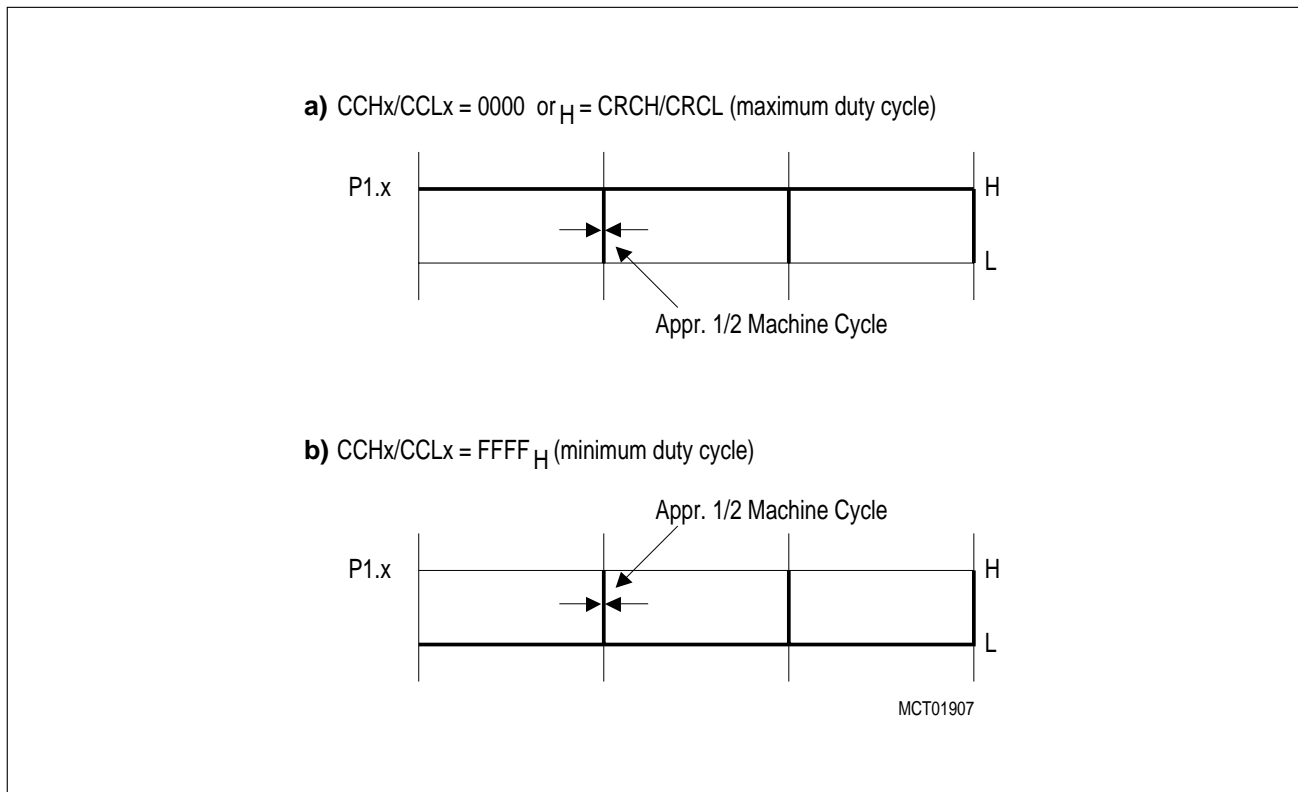 a) CCHx/CCLx = 0000 or H = CRCH/CRCL (maximum duty cycle)
P1.x
H
L
Appr. 1/2 Machine Cycle
b) CCHx/CCLx = FFFF H (minimum duty cycle)
Appr. 1/2 Machine Cycle
P1.x
H
L
MCT01907